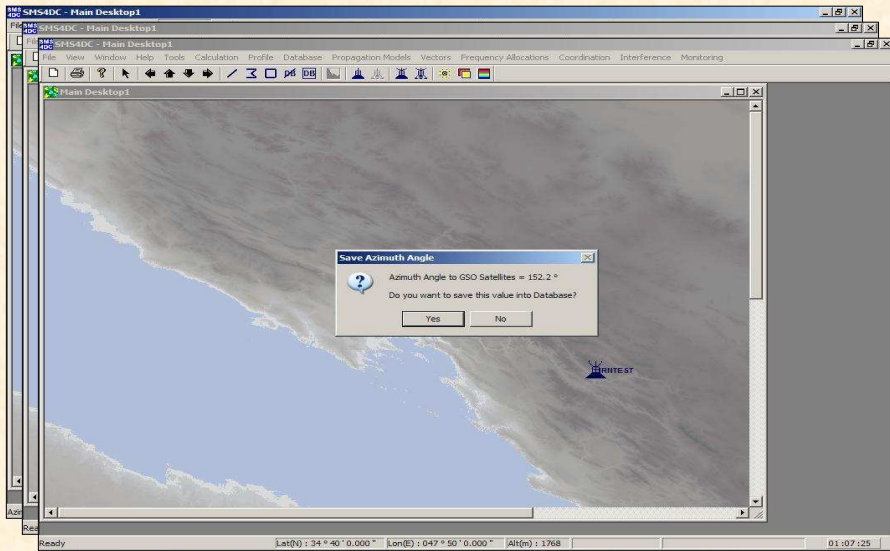 SMS4DC - Main Desktop1
SMS4DC - Main Desktop1
SMS4DC - Main Desktop1
File View Window Help Tools Calculation Profile Database Propagation Models Vectors Frequency Allocations Coordination Interference Monitoring
DB DB
Main Desktop1
Save Azimuth Angle
Azimuth Angle to GSO Satellites = 152.2 °
Do you want to save this value into Database?
Yes No
RNTEST
Ready Lat(N) : 34 ° 40 ' 0.000 " Lon(E) : 047 ° 50 ' 0.000 " Alt(m) : 1768 01:07:25